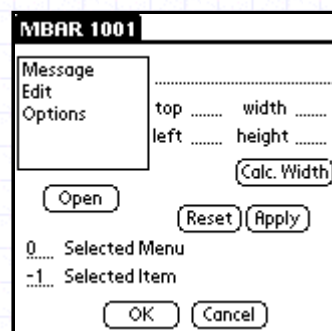 MBAR 1001
Message
Edit
Options
top width
left height
Calc. Width
Open
Reset Apply
0 Selected Menu
-1 Selected Item
OK Cancel